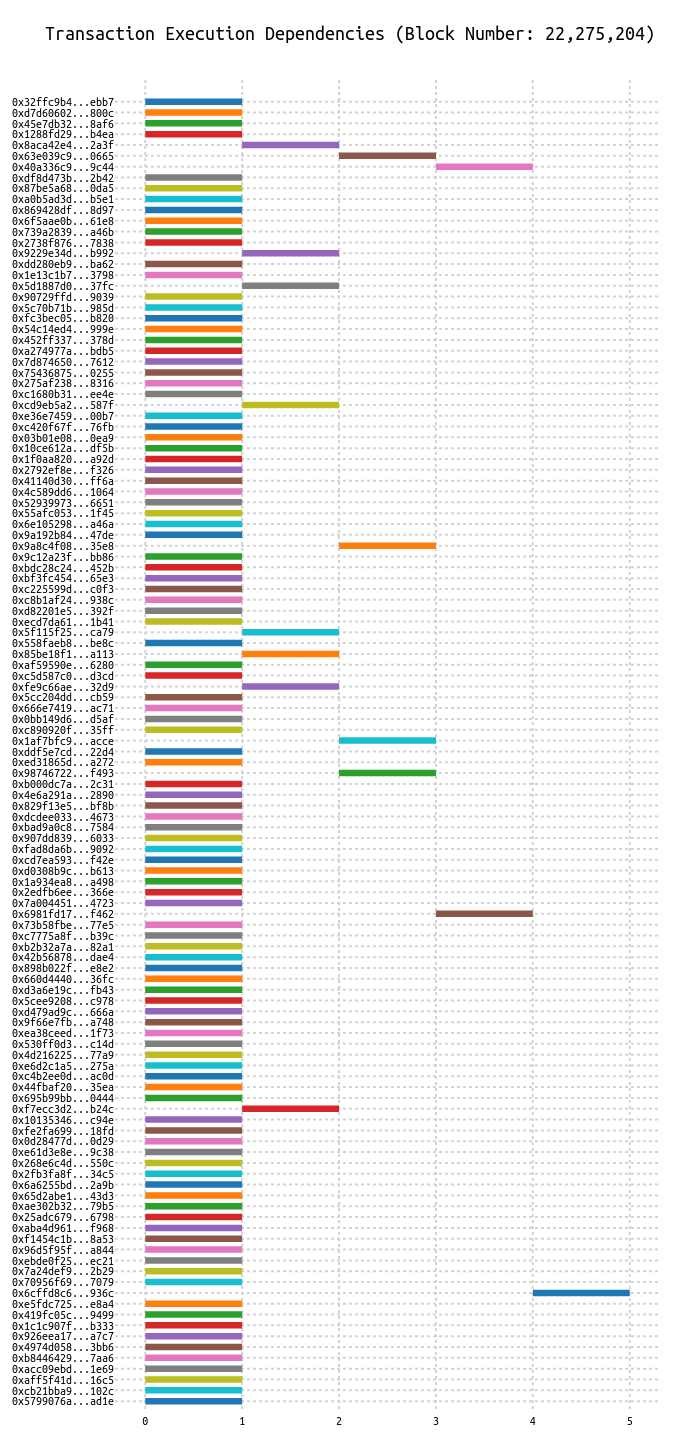 Transaction Execution Dependencies (Block Number: 22,275,204)
0x32ffc9b4...ebb7
0xd7d60602...800c
0x45e7db32...8af6
0x1288fd29...b4ea
0x8aca42e4...2a3f
0x63e039c9...0665
0x40a336c9...9c44
0xdf8d473b...2b42
0x87be5a68...0da5
0xa0b5ad3d...b5e1
0x869428df...8d97
0x6f5aae0b...61e8
0x739a2839...a46b
0x2738f876...7838
0x9229e34d...b992
0xdd280eb9...ba62
0x1e13c1b7...3798
0x5d1887d0...37fc
0x90729ffd...9039
0x5c70b71b...985d
0xfc3bec05...b820
0x54c14ed4...999e
0x452ff337...378d
0xa274977a...bdb5
0x7d874650...7612
0x75436875...0255
0x275af238...8316
0xc1680b31...ee4e
0xcd9eb5a2...587f
0xe36e7459...00b7
0xc420f67f...76fb
0x03b01e08...0ea9
0x10ce612a...df5b
0x1f0aa820...a92d
0x2792ef8e...f326
0x41140d30...ff6a
0x4c589dd6...1064
0x52939973...6651
0x55afc053...1f45
0x6e105298...a46a
0x9a192b84...47de
0x9a8c4f08...35e8
0x9c12a23f...bb86
0xbdc28c24...452b
0xbf3fc454...65e3
0xc225599d...c0f3
0xc8b1af24...938c
0xd82201e5...392f
0xecd7da61...1b41
0x5f115f25...ca79
0x558faeb8...be8c
0x85be18f1...a113
0xaf59590e...6280
0xc5d587c0...d3cd
0xfe9c66ae...32d9
0x5cc204dd...cb59
0x666e7419...ac71
0x0bb149d6...d5af
0xc890920f...35ff
0x1af7bfc9...acce
0xddf5e7cd...22d4
0xed31865d...a272
0x98746722...f493
0xb000dc7a...2c31
0x4e6a291a...2890
0x829f13e5...bf8b
0xdcdee033...4673
0xbad9a0c8...7584
0x907dd839...6033
0xfad8da6b...9092
0xcd7ea593...f42e
0xd0308b9c...b613
0x1a934ea8...a498
0x2edfb6ee...366e
0x7a004451...4723
0x6981fd17...f462
0x73b58fbe...77e5
0xc7775a8f...b39c
0xb2b32a7a...82a1
0x42b56878...dae4
0x898b022f...e8e2
0x660d4440...36fc
0xd3a6e19c...fb43
0x5cee9208...c978
0xd479ad9c...666a
0x9f66e7fb...a748
0xea38ceed...1f73
0x530ff0d3...c14d
0x4d216225...77a9
0xe6d2c1a5...275a
0xc4b2ee0d...ac0d
0x44fbaf20...35ea
0x695b99bb...0444
0xf7ecc3d2...b24c
0x10135346...c94e
0xfe2fa699...18fd
0x0d28477d...0d29
0xe61d3e8e...9c38
0x268e6c4d...550c
0x2fb3fa8f...34c5
0x6a6255bd...2a9b
0x65d2abe1...43d3
0xae302b32...79b5
0x25adc679...6798
0xaba4d961...f968
0xf1454c1b...8a53
0x96d5f95f...a844
0xebde0f25...ec21
0x7a24def9...2b29
0x70956f69...7079
0x6cffd8c6...936c
0xe5fdc725...e8a4
0x419fc05c...9499
0x1c1c907f...b333
0x926eea17...a7c7
0x4974d058...3bb6
0xb8446429...7aa6
0xacc09ebd...1e69
0xaff5f41d...16c5
0xcb21bba9...102c
0x5799076a...ad1e
0 1 2 3 4 5